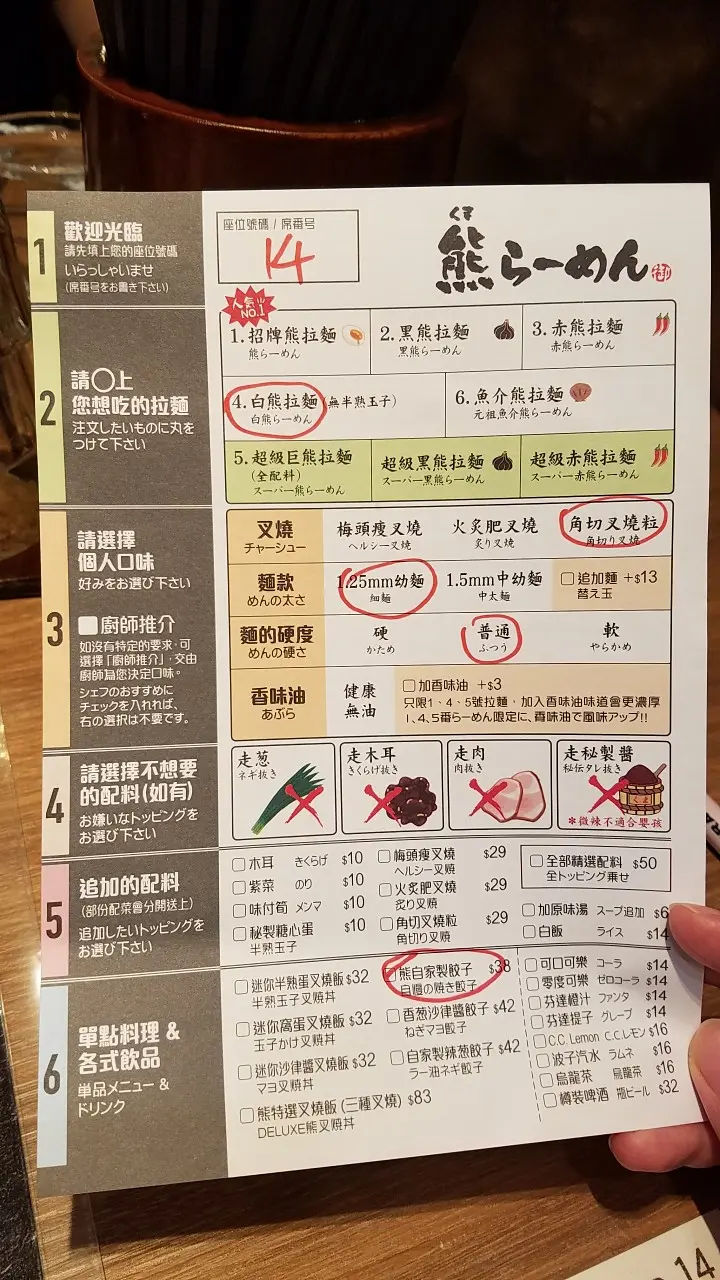 1
歡迎光臨
請先填上您的座位號碼
いらっしゃいませ
(席番号をお書き下さい)
座位號碼 / 席番号
14
くま
熊らーめん
御
2
請〇上
您想吃的拉麵
注文したいものに丸を
つけて下さい
人気
NO.1
1.招牌熊拉麵
熊らーめん
2.黒熊拉麵
黒熊らーめん
3.赤熊拉麵
赤熊らーめん
4.白熊拉麵(無半熟玉子)
白熊らーめん
6.魚介熊拉麵
元祖魚介熊らーめん
5.超級巨熊拉麵
(全配料)
スーパー熊らーめん
超級黒熊拉麵
スーパー黒熊らーめん
超級赤熊拉麵
スーパー赤熊らーめん
3
請選擇
個人口味
好みをお選び下さい
廚師推介
如沒有特定的要求,可
選擇「廚師推介」,交由
廚師為您決定口味。
シェフのおすすめに
チェックを入れれば、
右の選択は不要です。
叉燒
チャーシュー
梅頭瘦叉燒
ヘルシー叉焼
火炙肥叉燒
炙り叉焼
角切叉燒粒
角切り叉焼
麵款
めんの太さ
1.25mm幼麵
細麺
1.5mm中幼麵
中太麺
追加麵 +$13
替え玉
麵的硬度
めんの硬さ
硬
かため
普通
ふつう
軟
やらかめ
香味油
あぶら
健康
無油
加香味油 +$3
只限1、4、5號拉麵,加入香味油味道會更濃厚
1、4、5番らーめん限定に、香味油で風味アップ!!
4
請選擇不想要
的配料(如有)
お嫌いなトッピングを
お選び下さい
走葱
ネギ抜き
走木耳
きくらげ抜き
走肉
肉抜き
走秘製醬
秘伝タレ抜き
*微辣不適合嬰孩
5
追加的配料
(部份配菜會分開送上)
追加したいトッピングを
お選び下さい
木耳 きくらげ $10
紫菜 のり $10
味付筍 メンマ $10
秘製糖心蛋 $10
半熟玉子
梅頭瘦叉燒 $29
ヘルシー叉焼
火炙肥叉燒 $29
炙り叉焼
角切叉燒粒 $29
角切り叉焼
全部精選配料 $50
全トッピング乗せ
加原味湯 スープ追加 $6
白飯 ライス $14
6
單點料理 &
各式飲品
単品メニュー &
ドリンク
迷你半熟蛋叉燒飯 $32
半熟玉子叉焼丼
迷你窩蛋叉燒飯 $32
玉子かけ叉焼丼
迷你沙律醬叉燒飯 $32
マヨ叉焼丼
熊特選叉燒飯 (三種叉燒) $83
DELUXE熊叉焼丼
熊自家製餃子 $38
自慢の焼き餃子
香葱沙律醬餃子 $42
ねぎマヨ餃子
自家製辣葱餃子 $42
ラー油ネギ餃子
可口可樂 コーラ $14
零度可樂 ゼロコーラ $14
芬達橙汁 ファンタ $14
芬達提子 グレープ $14
C.C. Lemon C.C.レモン $16
波子汽水 ラムネ $16
烏龍茶 烏龍茶 $16
樽裝啤酒 瓶ビール $32
14